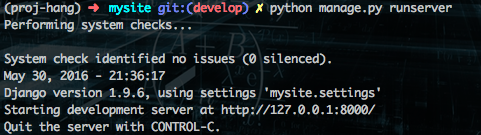 (proj-hang) ➜ mysite git:(develop) ✗ python manage.py runserver
Performing system checks...
System check identified no issues (0 silenced).
May 30, 2016 - 21:36:17
Django version 1.9.6, using settings 'mysite.settings'
Starting development server at http://127.0.0.1:8000/
Quit the server with CONTROL-C.